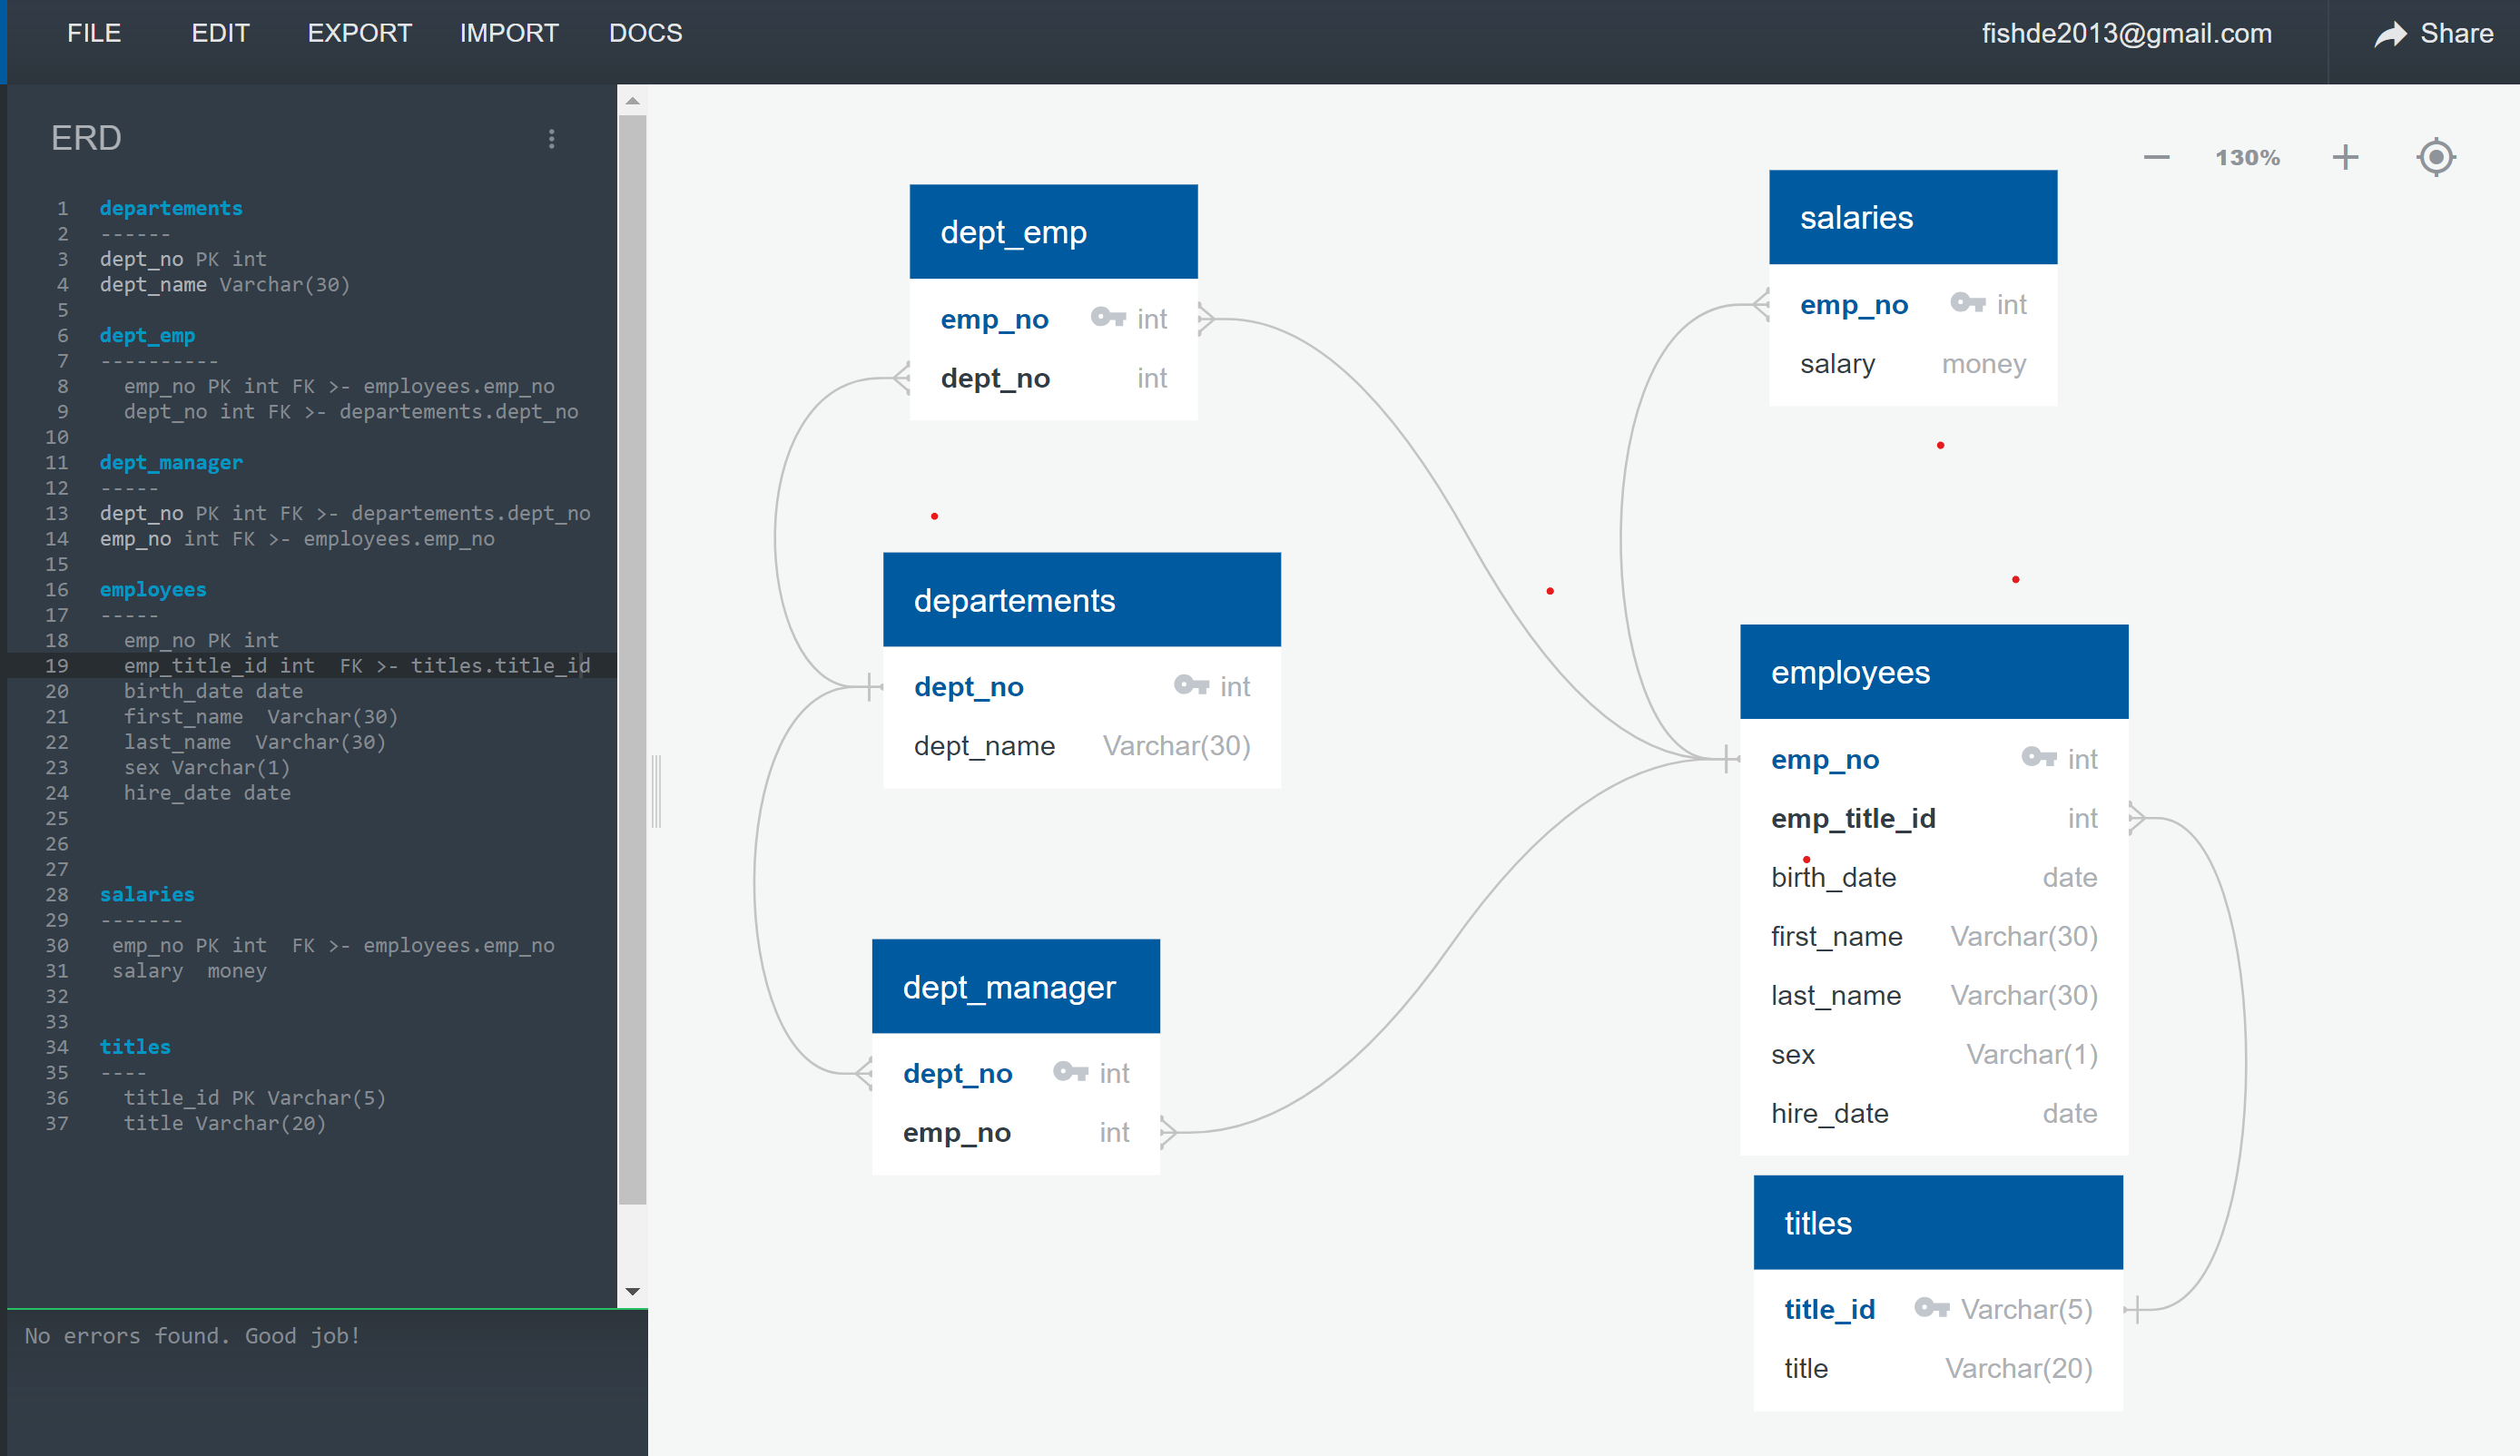 FILE EDIT EXPORT IMPORT DOCS fishde2013@gmail.com Share
ERD
1 departements
2 ------
3 dept_no PK int
4 dept_name Varchar(30)
5
6 dept_emp
7 ----------
8 emp_no PK int FK >- employees.emp_no
9 dept_no int FK >- departements.dept_no
10
11 dept_manager
12 -----
13 dept_no PK int FK >- departements.dept_no
14 emp_no int FK >- employees.emp_no
15
16 employees
17 -----
18 emp_no PK int
19 emp_title_id int  FK >- titles.title_id
20 birth_date date
21 first_name  Varchar(30)
22 last_name  Varchar(30)
23 sex Varchar(1)
24 hire_date date
25
26
27
28 salaries
29 -------
30 emp_no PK int  FK >- employees.emp_no
31 salary  money
32
33
34 titles
35 ----
36 title_id PK Varchar(5)
37 title Varchar(20)
No errors found. Good job!
130%
dept_emp
emp_no int
dept_no int
salaries
emp_no int
salary money
departements
dept_no int
dept_name Varchar(30)
employees
emp_no int
emp_title_id int
birth_date date
first_name Varchar(30)
last_name Varchar(30)
sex Varchar(1)
hire_date date
dept_manager
dept_no int
emp_no int
titles
title_id Varchar(5)
title Varchar(20)